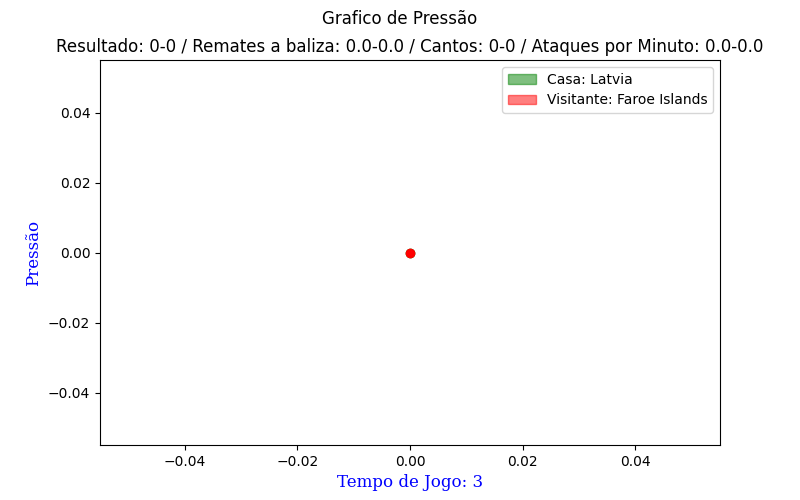 Grafico de Pressão
Resultado: 0-0 / Remates a baliza: 0.0-0.0 / Cantos: 0-0 / Ataques por Minuto: 0.0-0.0
Casa: Latvia
Visitante: Faroe Islands
0.04
0.02
0.00
−0.02
−0.04
Pressão
−0.04
−0.02
0.00
0.02
0.04
Tempo de Jogo: 3